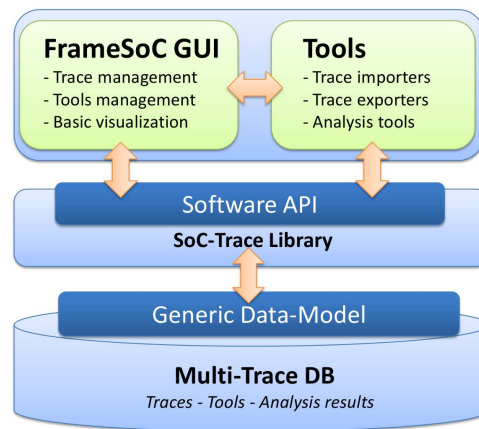 FrameSoC GUI
- Trace management
- Tools management
- Basic visualization
Tools
- Trace importers
- Trace exporters
- Analysis tools
Software API
SoC-Trace Library
Generic Data-Model
Multi-Trace DB
Traces - Tools - Analysis results